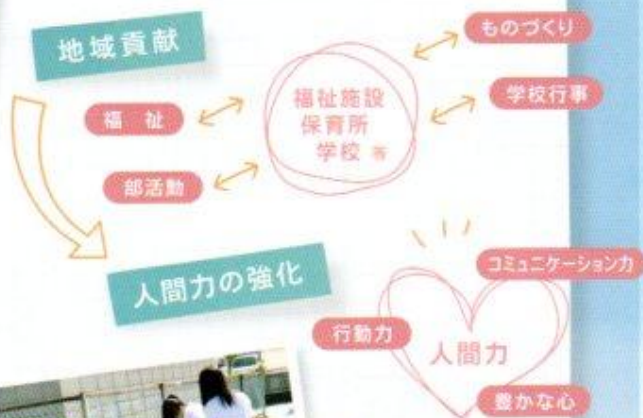 地域貢献
ものづくり
学校行事
福祉
部活動
福祉施設
保育所
学校 等
人間力の強化
コミュニケーション力
行動力
人間力
豊かな心